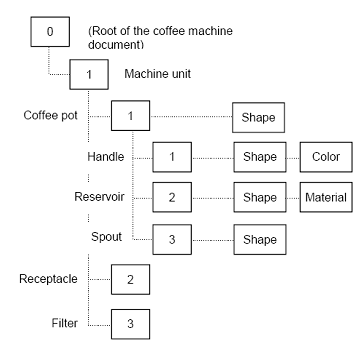 0 (Root of the coffee machine
document)
1 Machine unit
Coffee pot 1 Shape
Handle 1 Shape Color
Reservoir 2 Shape Material
Spout 3 Shape
Receptacle 2
Filter 3